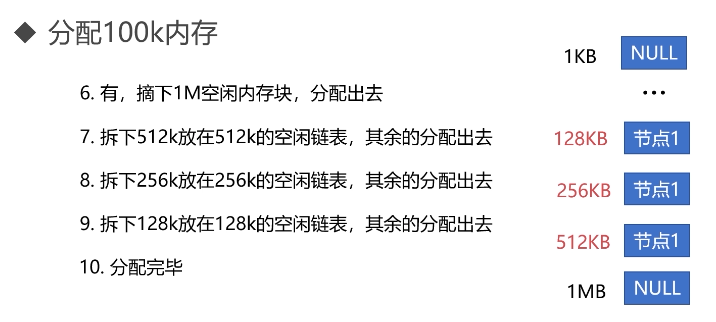 ◆ 分配100k内存
6. 有，摘下1M空闲内存块，分配出去
7. 拆下512k放在512k的空闲链表，其余的分配出去
8. 拆下256k放在256k的空闲链表，其余的分配出去
9. 拆下128k放在128k的空闲链表，其余的分配出去
10. 分配完毕
1KB NULL
...
128KB 节点1
256KB 节点1
512KB 节点1
1MB NULL